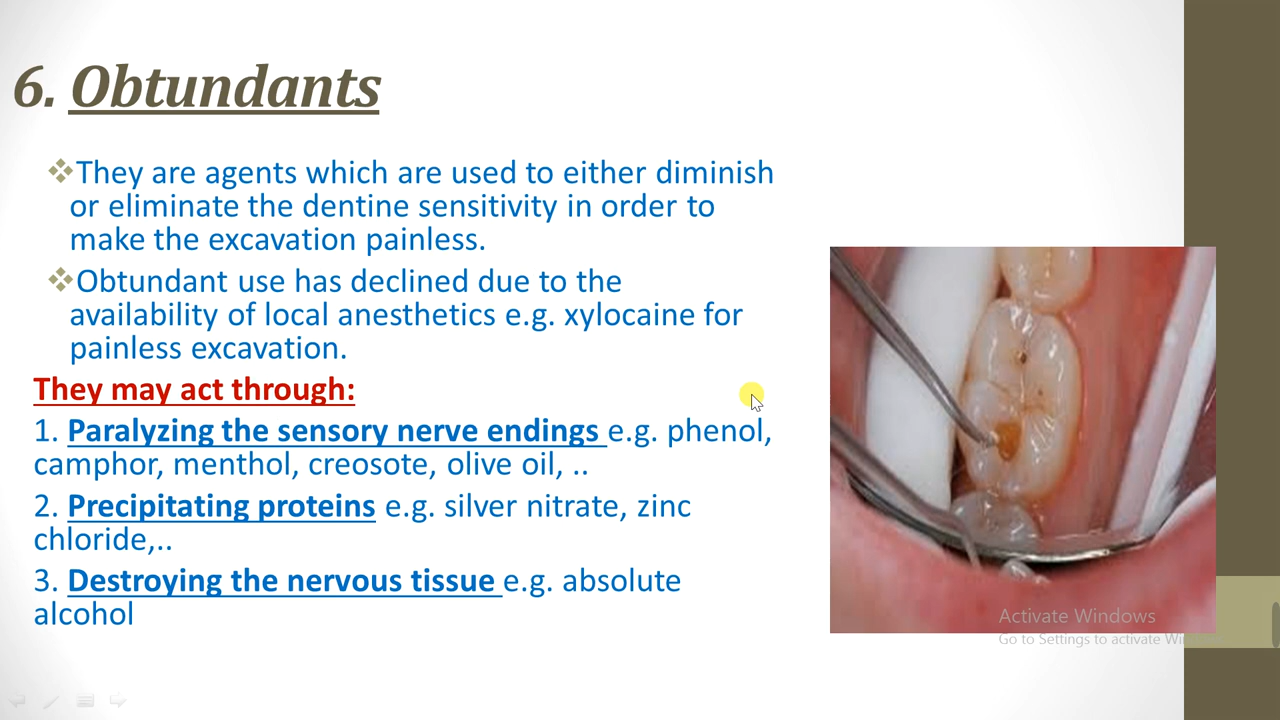 6. Obtundants
❖They are agents which are used to either diminish
or eliminate the dentine sensitivity in order to
make the excavation painless.
❖Obtundant use has declined due to the
availability of local anesthetics e.g. xylocaine for
painless excavation.
They may act through:
1. Paralyzing the sensory nerve endings e.g. phenol,
camphor, menthol, creosote, olive oil, ..
2. Precipitating proteins e.g. silver nitrate, zinc
chloride,..
3. Destroying the nervous tissue e.g. absolute
alcohol
Activate Windows
Go to Settings to activate